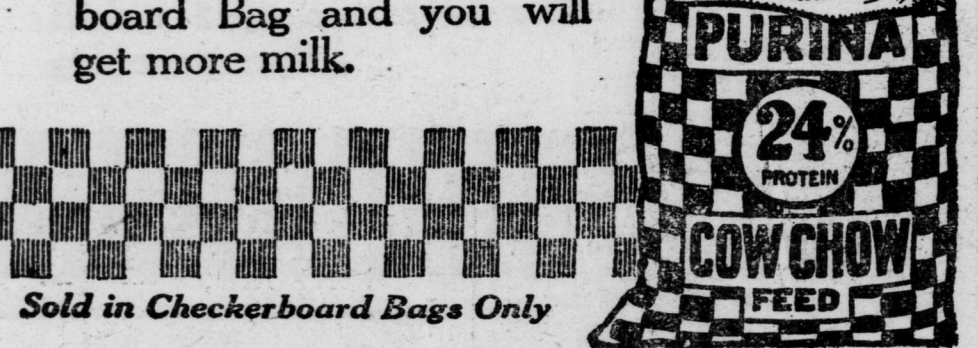 board Bag and you will
get more milk.
PURINA
24%
PROTEIN
COW CHOW
FEED
Sold in Checkerboard Bags Only